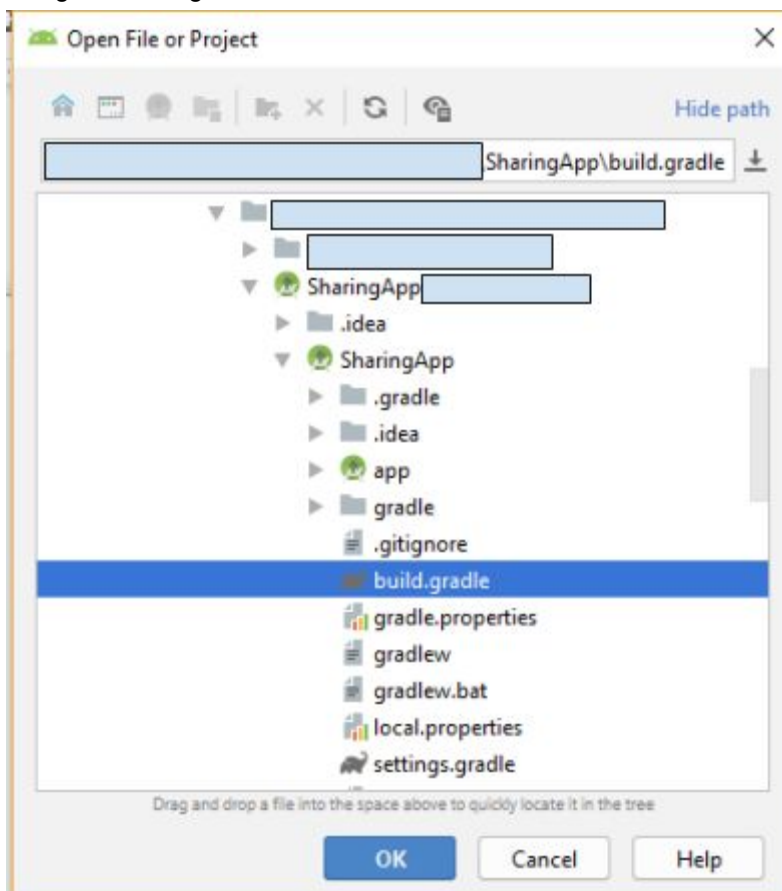 Open File or Project
Hide path
SharingApp\build.gradle
SharingApp
.idea
SharingApp
.gradle
.idea
app
gradle
.gitignore
build.gradle
gradle.properties
gradlew
gradlew.bat
local.properties
settings.gradle
Drag and drop a file into the space above to quickly locate it in the tree
OK Cancel Help